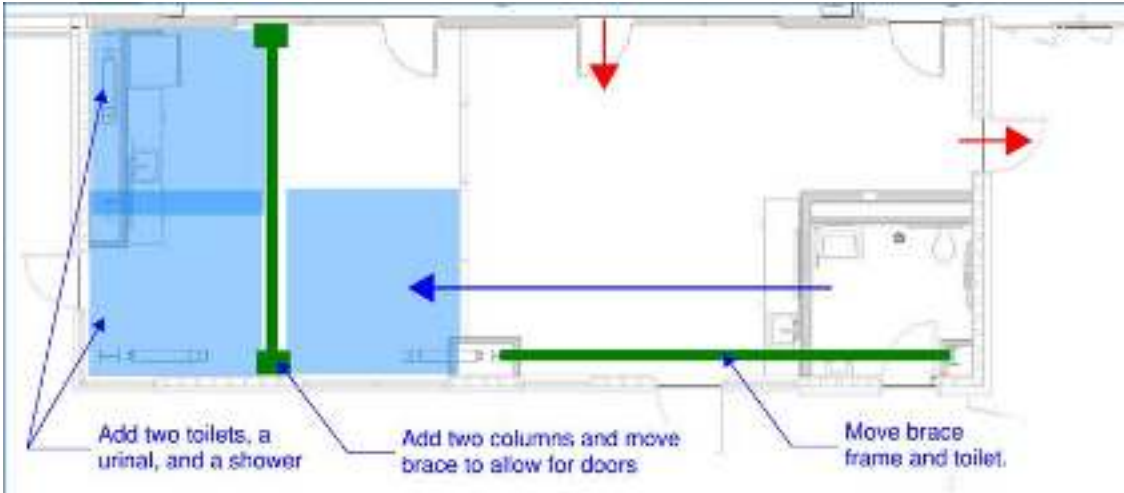 Add two toilets, a
urinal, and a shower
Add two columns and move
brace to allow for doors
Move brace
frame and toilet.